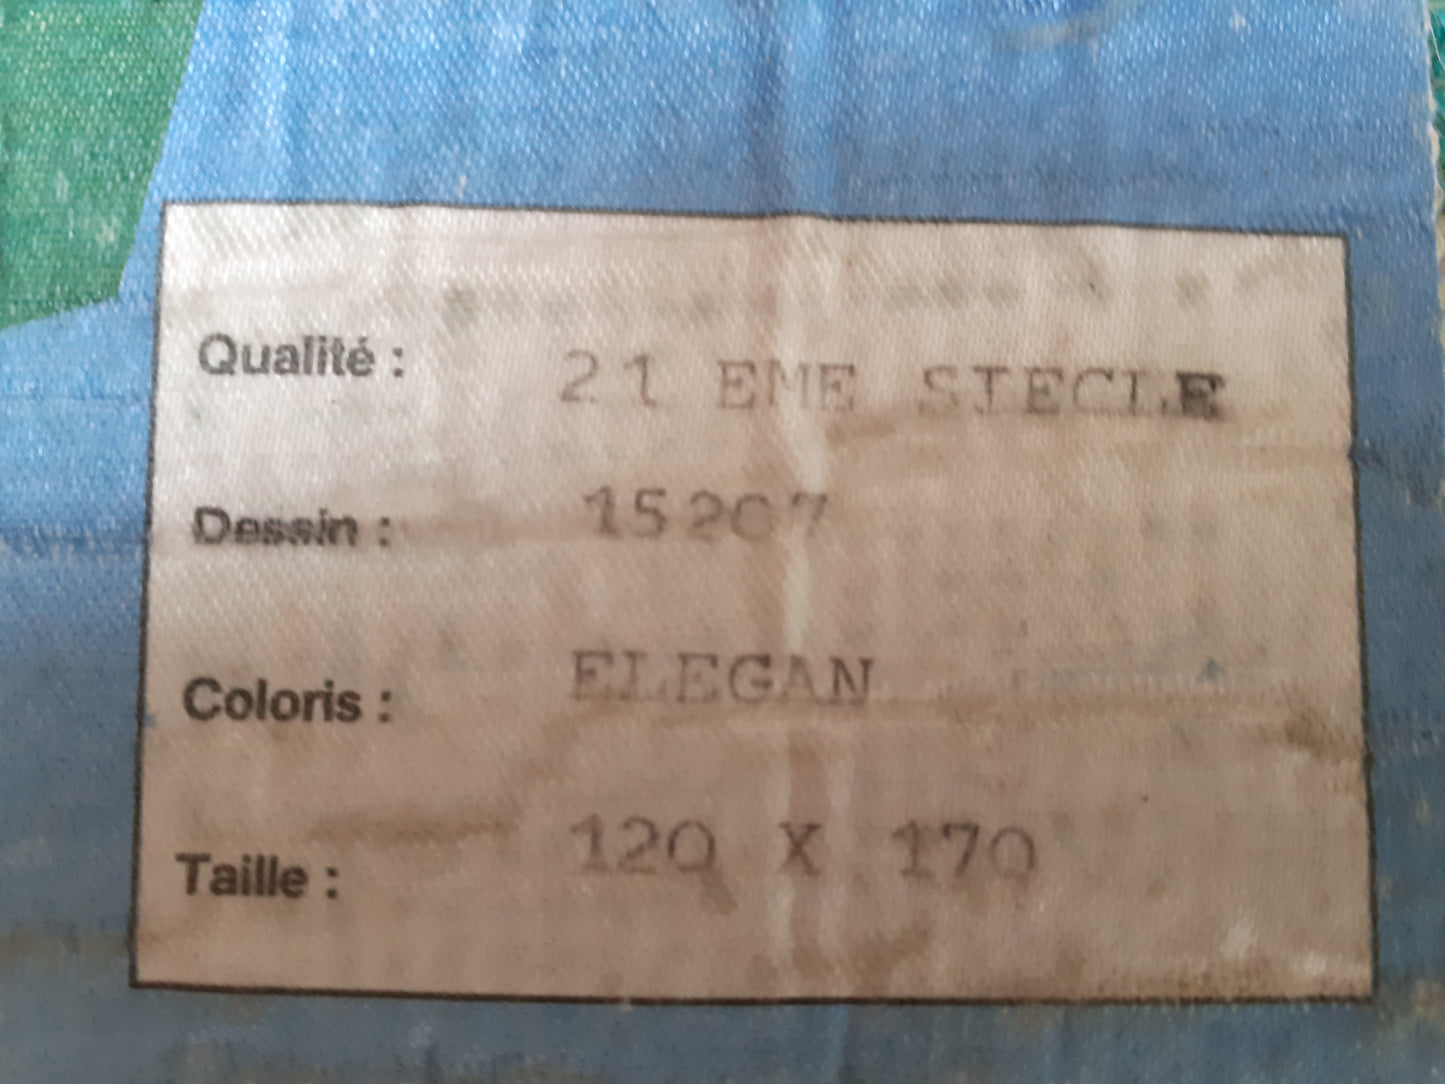 Qualité : 21 EME SIECLE
Dessin : 15207
Coloris : ELEGAN
Taille : 120 X 170